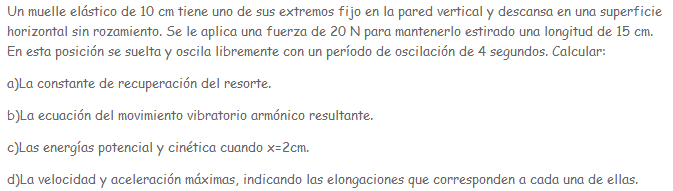 Un muelle elástico de 10 cm tiene uno de sus extremos fijo en la pared vertical y descansa en una superficie
horizontal sin rozamiento. Se le aplica una fuerza de 20 N para mantenerlo estirado una longitud de 15 cm.
En esta posición se suelta y oscila libremente con un período de oscilación de 4 segundos. Calcular:
a)La constante de recuperación del resorte.
b)La ecuación del movimiento vibratorio armónico resultante.
c)Las energías potencial y cinética cuando x=2cm.
d)La velocidad y aceleración máximas, indicando las elongaciones que corresponden a cada una de ellas.